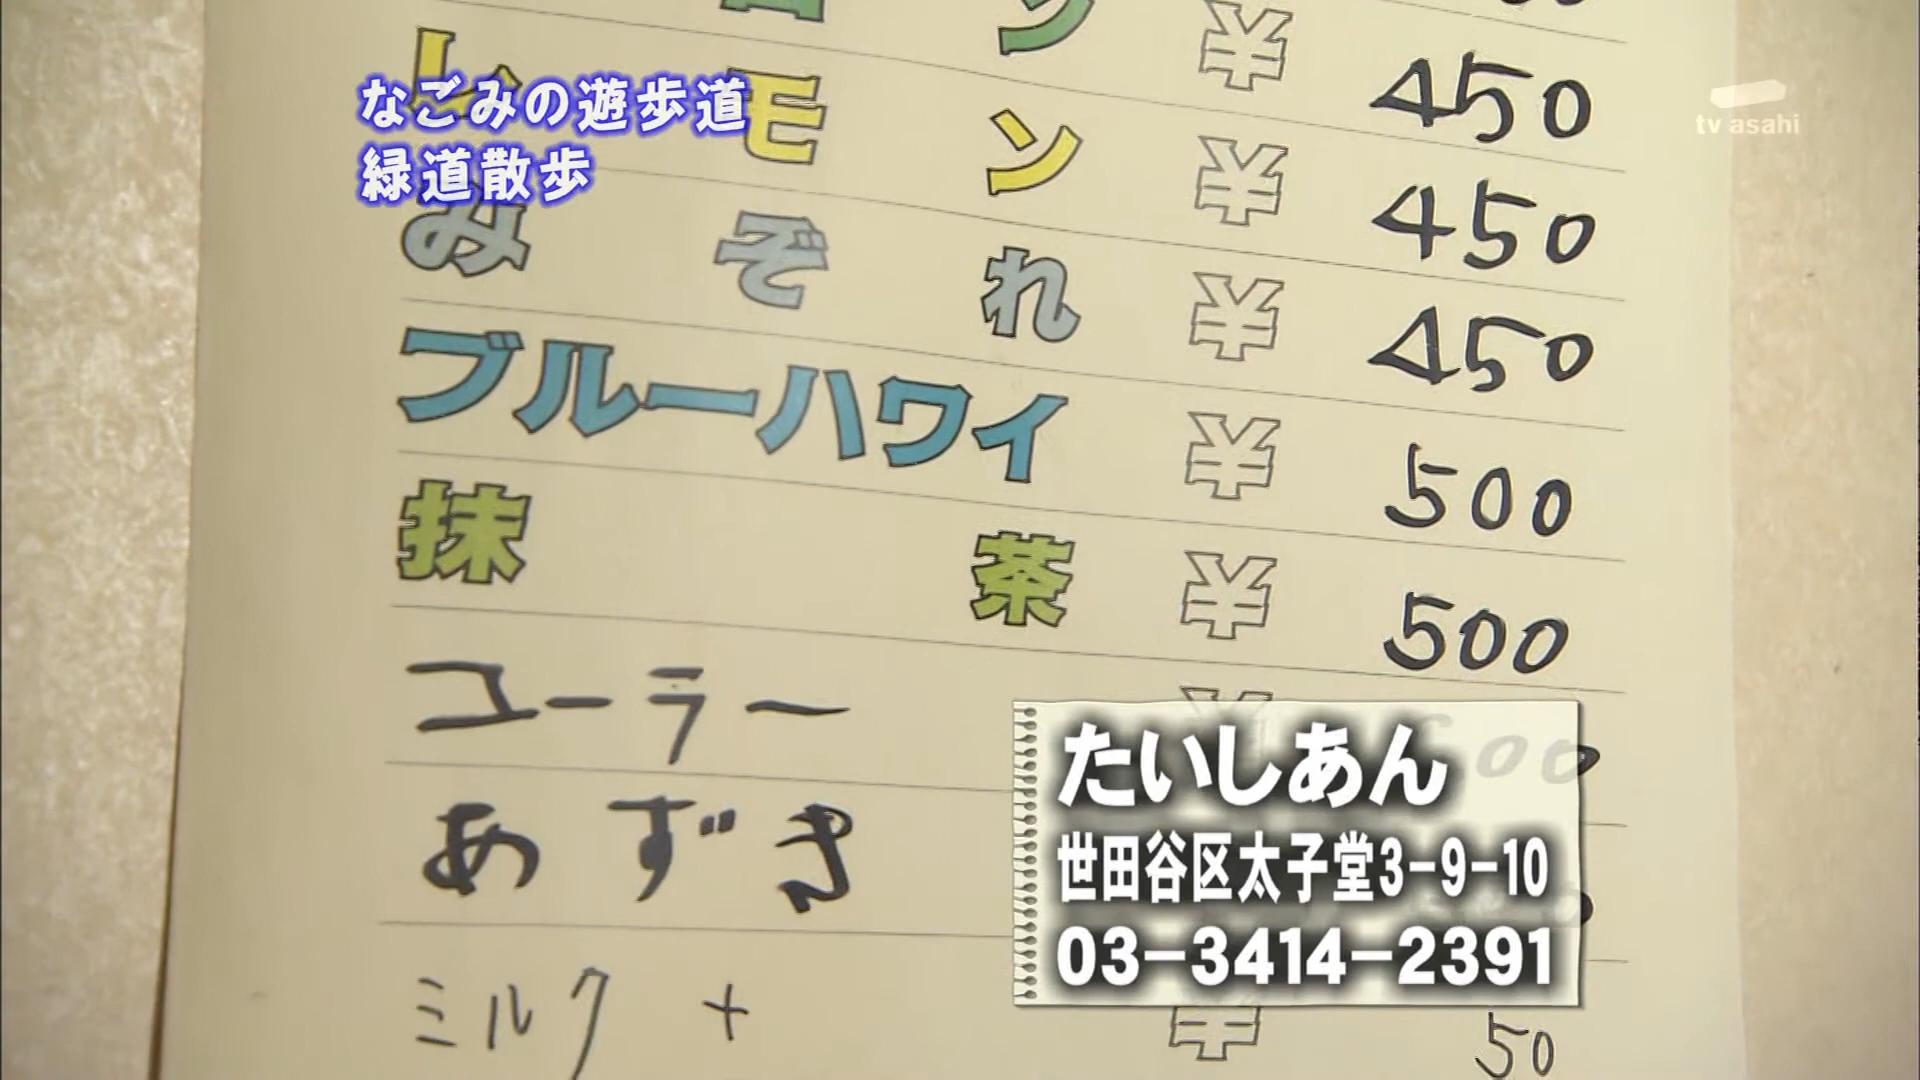 ン ¥ 450
レモン ¥ 450
みぞれ ¥ 450
ブルーハワイ ¥ 500
抹茶 ¥ 500
コーラー
あずき
ミルク + ¥ 50
なごみの遊歩道
緑道散歩
tv asahi
たいしあん
世田谷区太子堂3-9-10
03-3414-2391